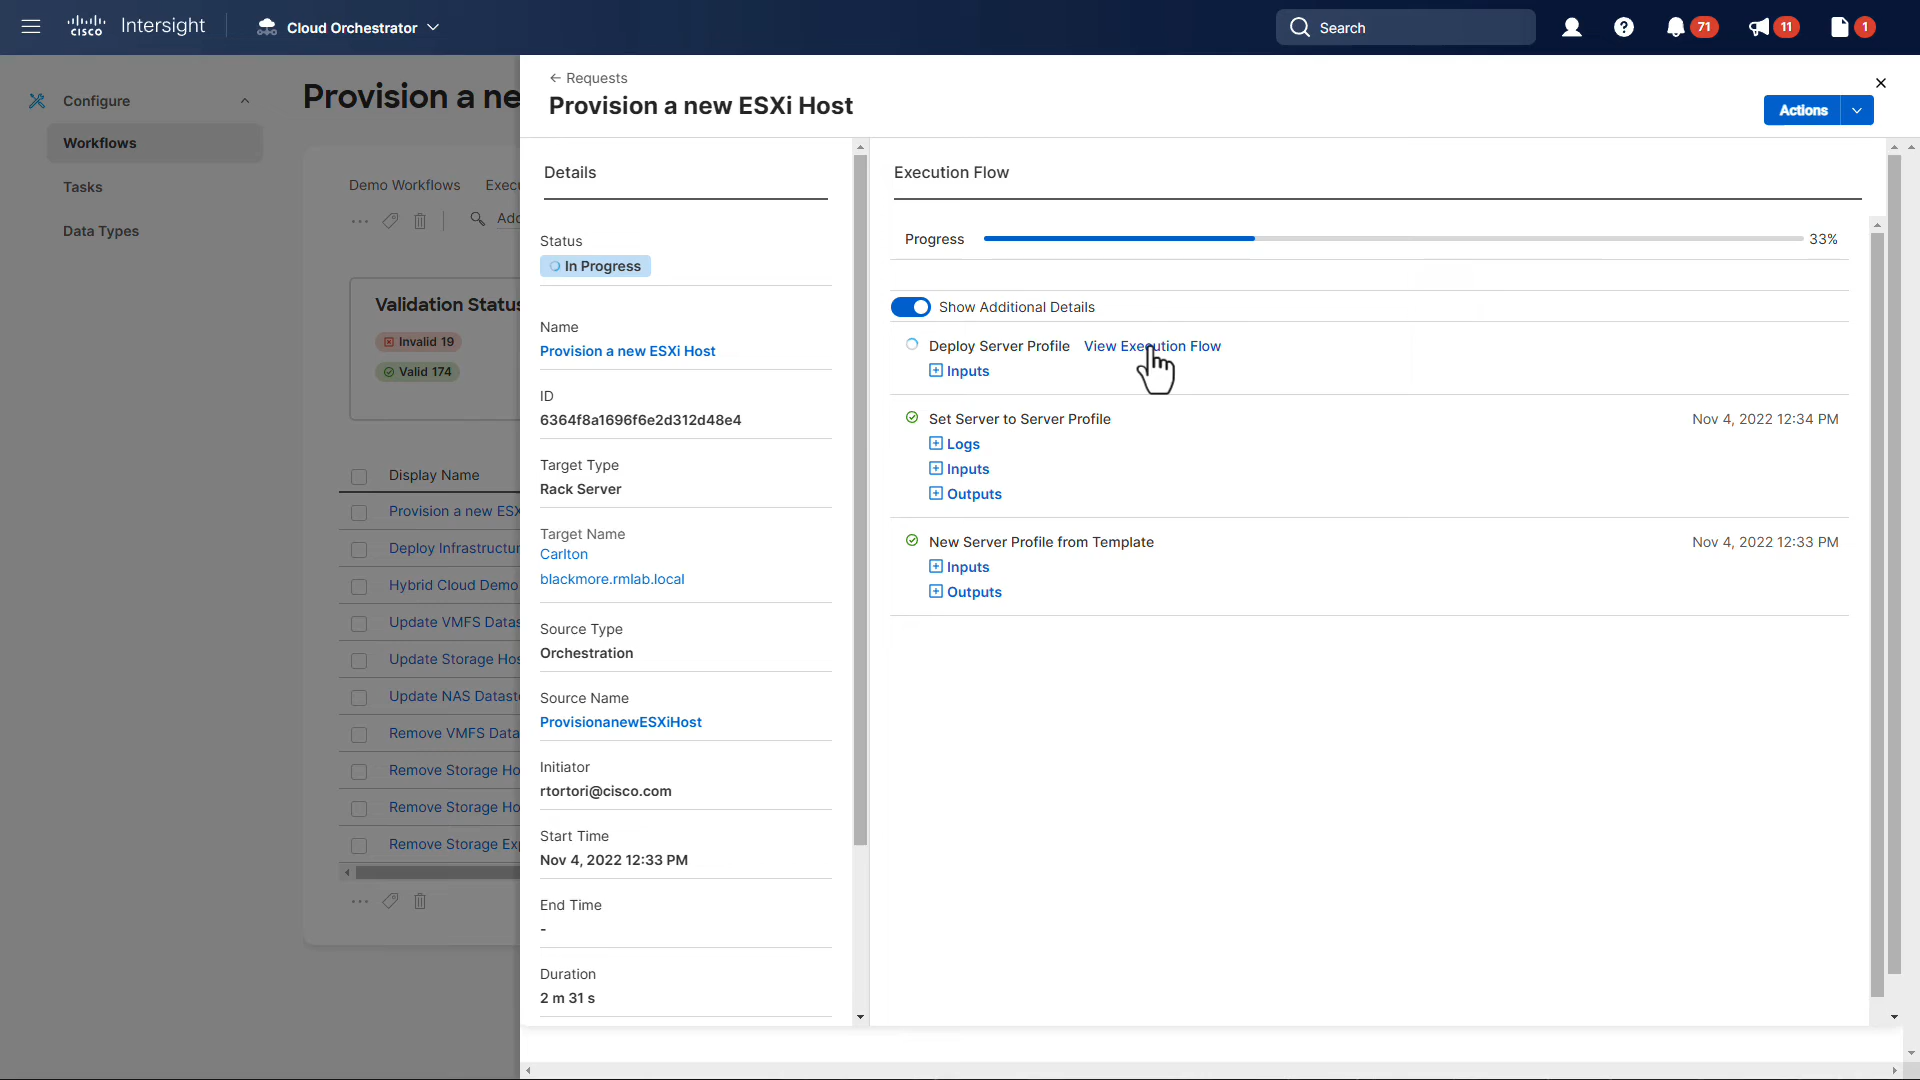 cisco Intersight
Cloud Orchestrator
Search
71
11
1
Configure
Workflows
Tasks
Data Types
Provision a ne
Demo Workflows
Execu
Add
Validation Status
Invalid 19
Valid 174
Display Name
Provision a new ESX
Deploy Infrastructur
Hybrid Cloud Demo
Update VMFS Datas
Update Storage Hos
Update NAS Datast
Remove VMFS Data
Remove Storage Ho
Remove Storage Ho
Remove Storage Exp
← Requests
Provision a new ESXi Host
Actions
Details
Status
In Progress
Name
Provision a new ESXi Host
ID
6364f8a1696f6e2d312d48e4
Target Type
Rack Server
Target Name
Carlton
blackmore.rmlab.local
Source Type
Orchestration
Source Name
ProvisionanewESXiHost
Initiator
rtortori@cisco.com
Start Time
Nov 4, 2022 12:33 PM
End Time
-
Duration
2 m 31 s
Execution Flow
Progress 33%
Show Additional Details
Deploy Server Profile View Execution Flow
Inputs
Set Server to Server Profile Nov 4, 2022 12:34 PM
Logs
Inputs
Outputs
New Server Profile from Template Nov 4, 2022 12:33 PM
Inputs
Outputs